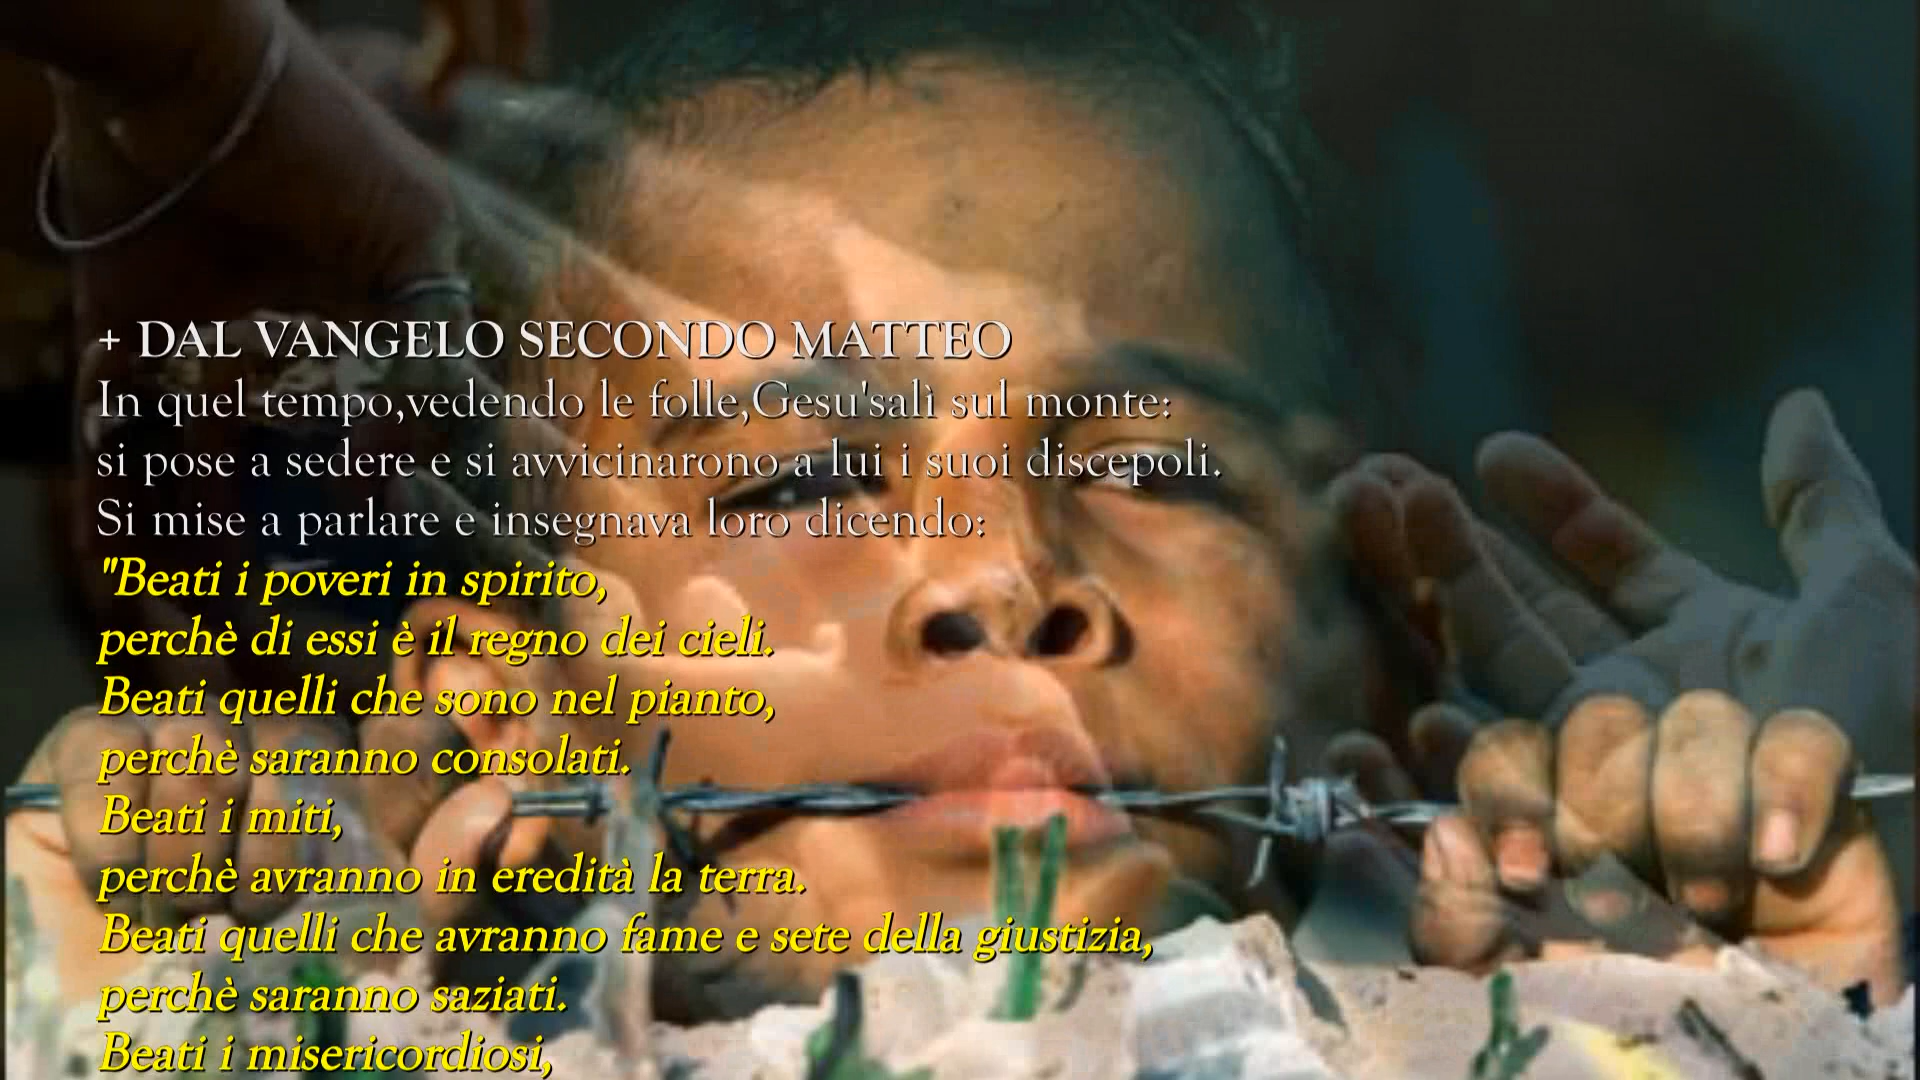 + DAL VANGELO SECONDO MATTEO
In quel tempo,vedendo le folle,Gesu'salì sul monte:
si pose a sedere e si avvicinarono a lui i suoi discepoli.
Si mise a parlare e insegnava loro dicendo:
"Beati i poveri in spirito,
perchè di essi è il regno dei cieli.
Beati quelli che sono nel pianto,
perchè saranno consolati.
Beati i miti,
perchè avranno in eredità la terra.
Beati quelli che avranno fame e sete della giustizia,
perchè saranno saziati.
Beati i misericordiosi,